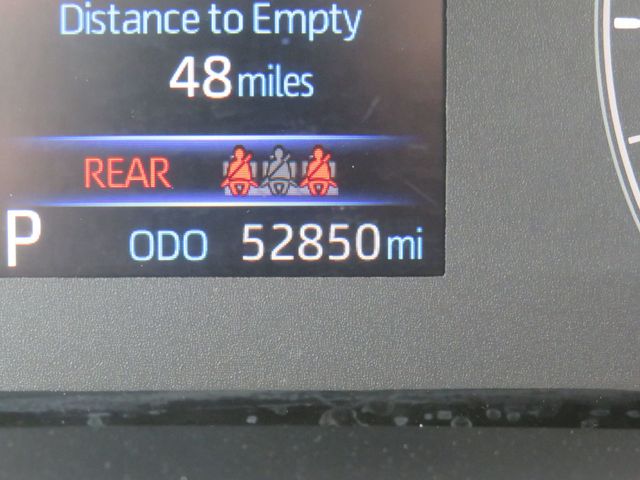 Distance to Empty
48 miles
REAR
P ODO 52850 mi